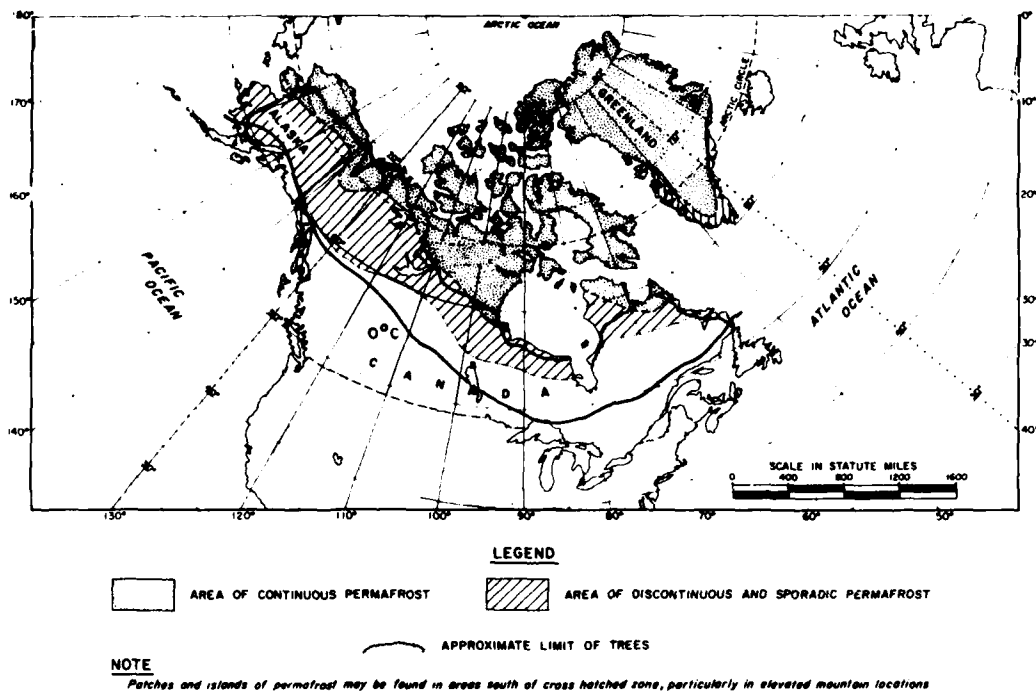 180° ARCTIC OCEAN 0°
170° ALASKA GREENLAND ARCTIC CIRCLE 10°
160° 20°
PACIFIC OCEAN
ATLANTIC OCEAN
150° 30°
0°C
CANADA
140° 40°
SCALE IN STATUTE MILES
0 400 800 1200 1600
130° 120° 110° 100° 90° 80° 70° 60° 50°
LEGEND
AREA OF CONTINUOUS PERMAFROST
AREA OF DISCONTINUOUS AND SPORADIC PERMAFROST
APPROXIMATE LIMIT OF TREES
NOTE
Patches and islands of permafrost may be found in areas south of cross hatched zone, particularly in elevated mountain locations